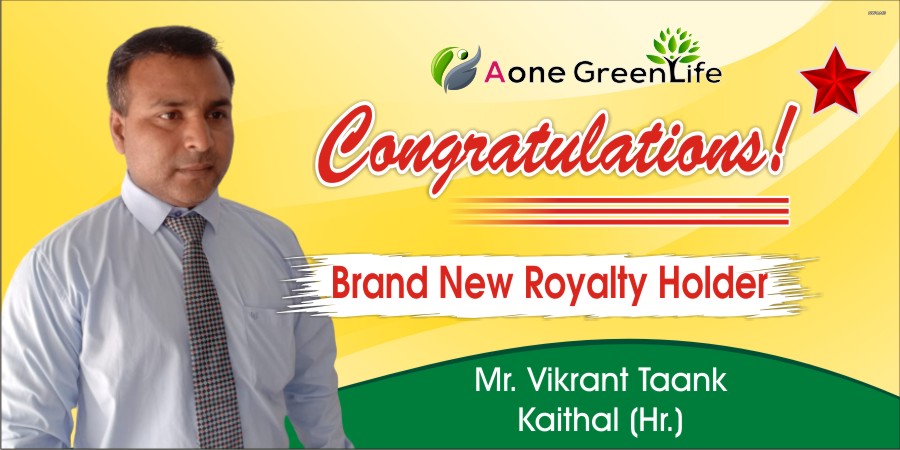 Aone GreenLife
Congratulations!
Brand New Royalty Holder
Mr. Vikrant Taank
Kaithal (Hr.)